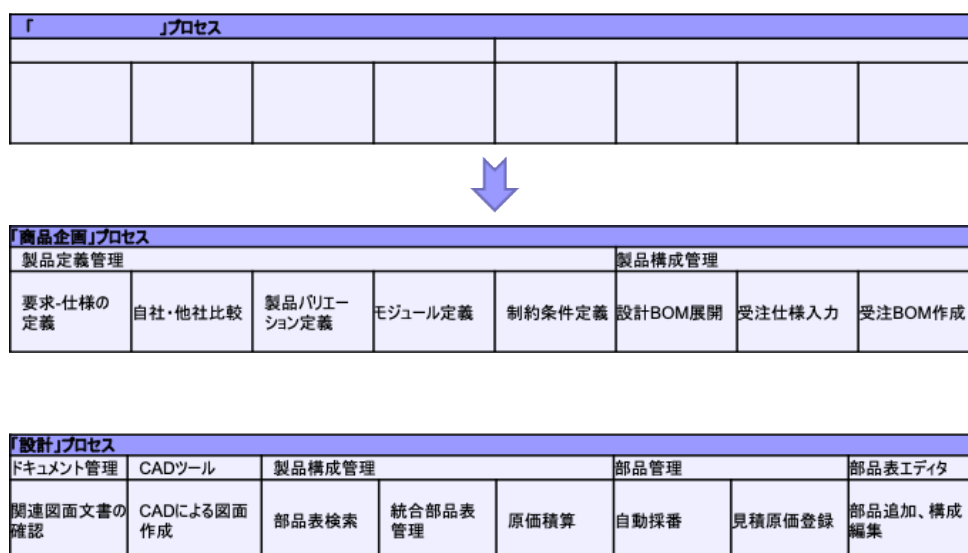 「　　　　　　」プロセス
「商品企画」プロセス
製品定義管理 製品構成管理
要求-仕様の
定義
自社・他社比較
製品バリエー
ション定義
モジュール定義
制約条件定義
設計BOM展開
受注仕様入力
受注BOM作成
「設計」プロセス
ドキュメント管理 CADツール 製品構成管理 部品管理 部品表エディタ
関連図面文書の
確認
CADによる図面
作成
部品表検索
統合部品表
管理
原価積算
自動採番
見積原価登録
部品追加、構成
編集